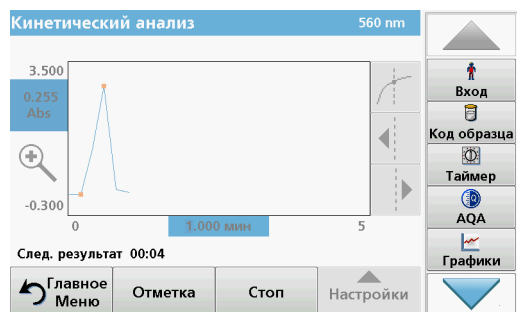 Кинетический анализ 560 nm
3.500
0.255
Abs
-0.300
0 1.000 мин 5
След. результат 00:04
Главное
Меню
Отметка
Стоп
Настройки
Вход
Код образца
Таймер
AQA
Графики